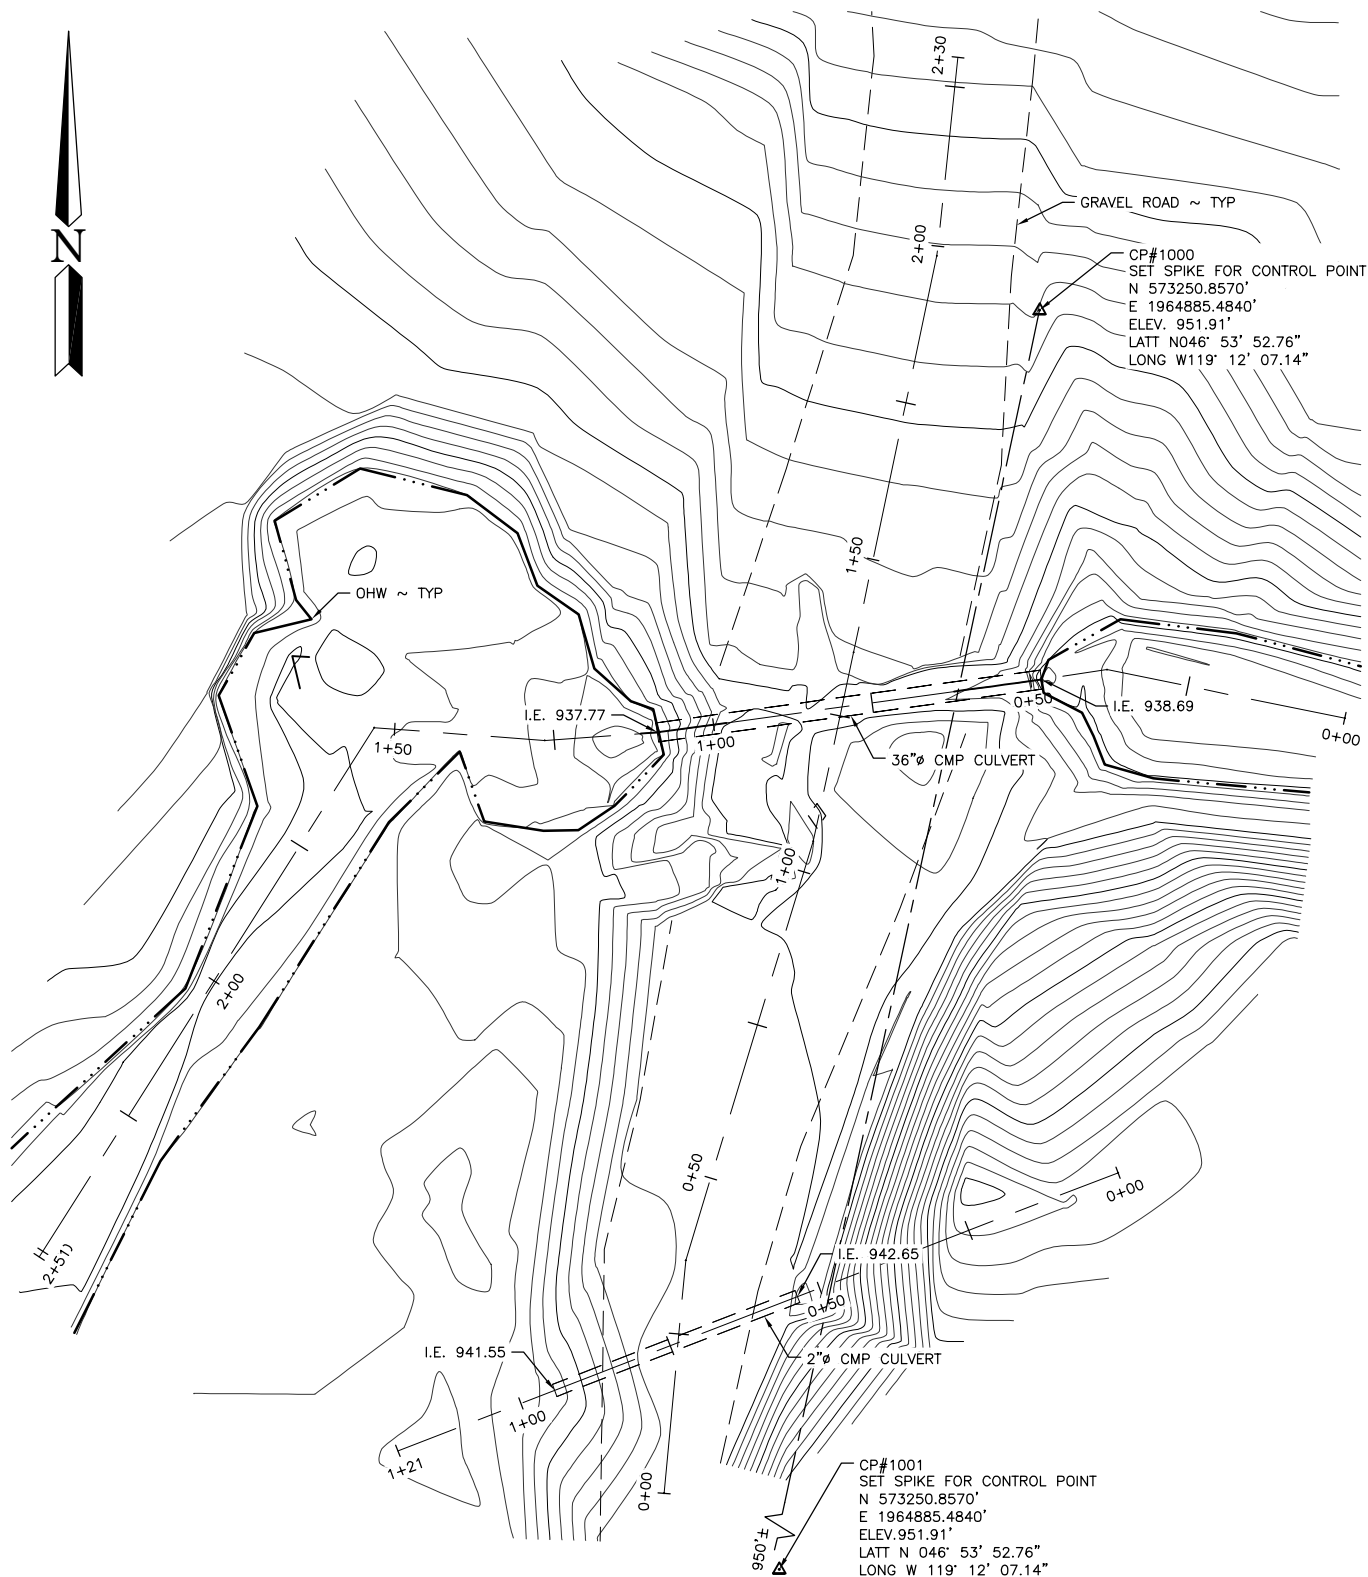 2+30
N
GRAVEL ROAD ~ TYP
2+00
CP#1000
SET SPIKE FOR CONTROL POINT
N 573250.8570'
E 1964885.4840'
ELEV. 951.91'
LATT N046° 53' 52.76"
LONG W119° 12' 07.14"
1+50
OHW ~ TYP
I.E. 937.77
1+50
1+00
0+50
I.E. 938.69
0+00
36"ø CMP CULVERT
1+00
2+00
0+50
0+00
2+51)
I.E. 942.65
0+50
I.E. 941.55
2"ø CMP CULVERT
1+00
1+21
0+00
CP#1001
SET SPIKE FOR CONTROL POINT
N 573250.8570'
E 1964885.4840'
ELEV.951.91'
LATT N 046° 53' 52.76"
LONG W 119° 12' 07.14"
950'±